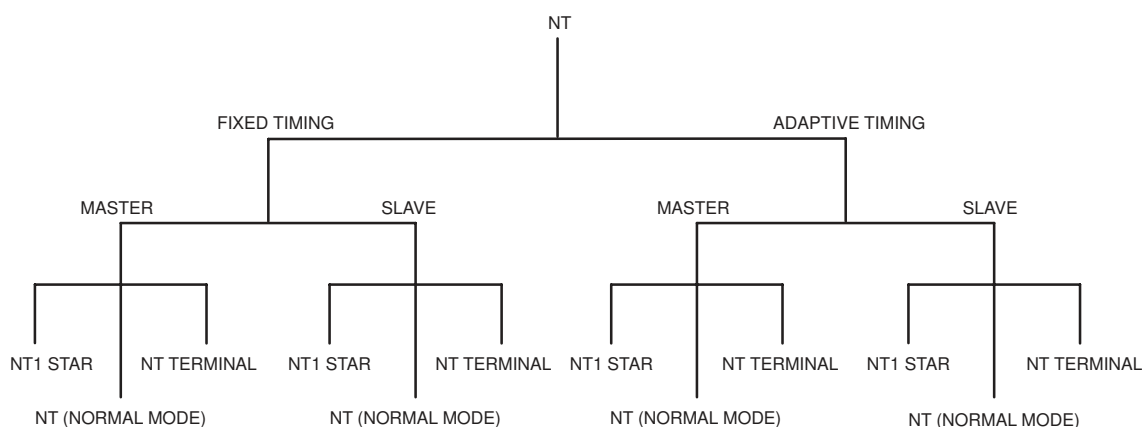 NT
FIXED TIMING
ADAPTIVE TIMING
MASTER
SLAVE
MASTER
SLAVE
NT1 STAR
NT TERMINAL
NT1 STAR
NT TERMINAL
NT1 STAR
NT TERMINAL
NT1 STAR
NT TERMINAL
NT (NORMAL MODE)
NT (NORMAL MODE)
NT (NORMAL MODE)
NT (NORMAL MODE)